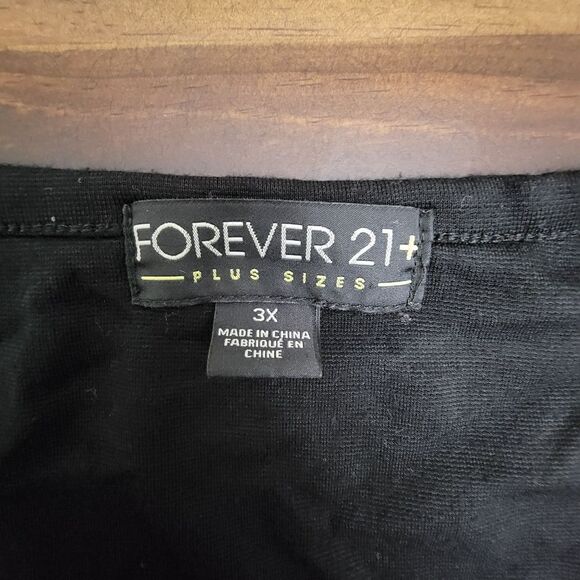 FOREVER 21+
PLUS SIZES
3X
MADE IN CHINA
FABRIQUÉ EN
CHINE